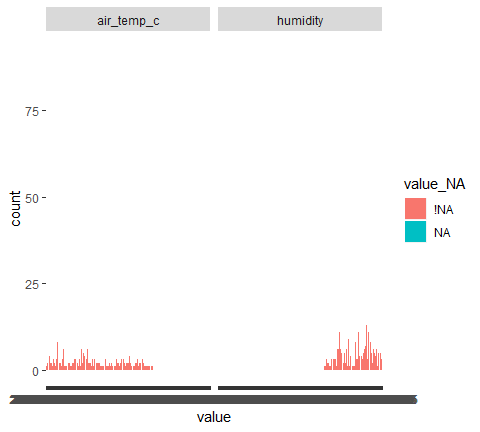 air_temp_c
humidity
75
50
25
0
count
value
value_NA
!NA
NA